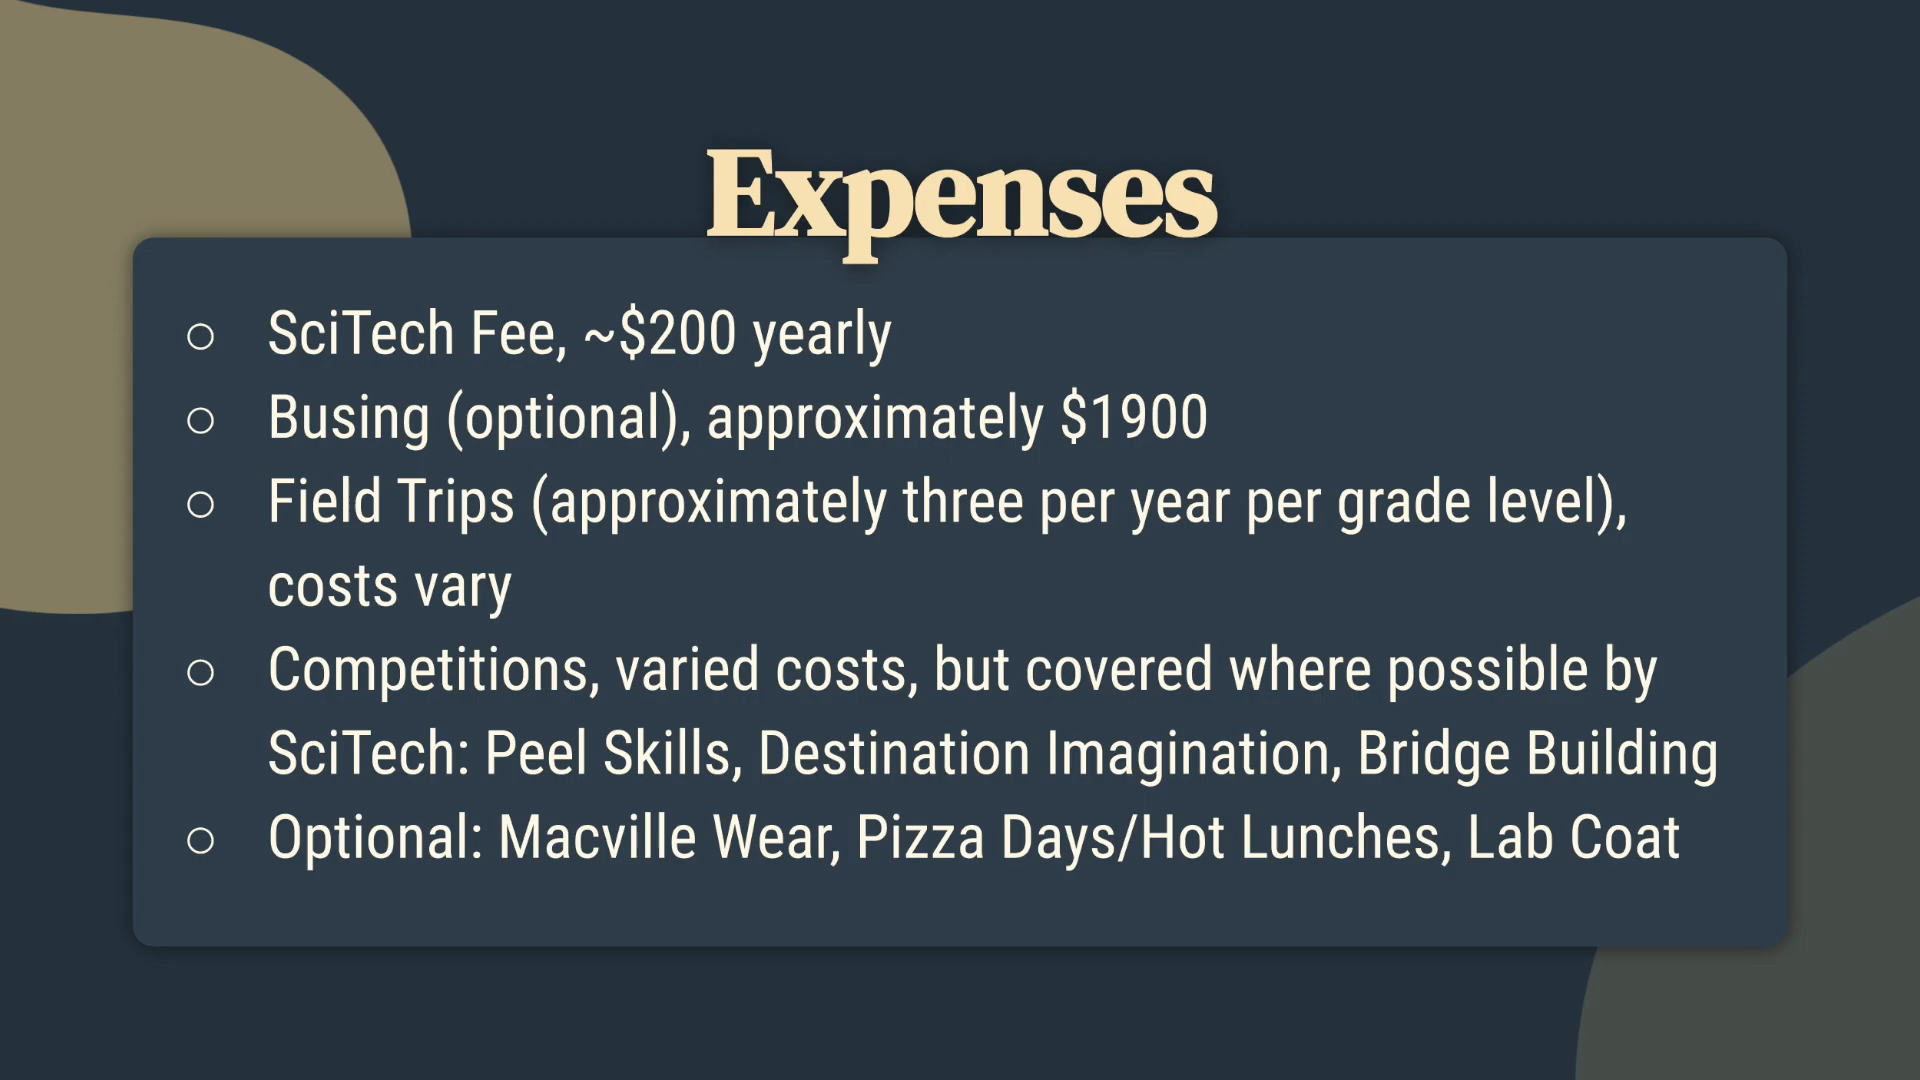 Expenses
○ SciTech Fee, ~$200 yearly
○ Busing (optional), approximately $1900
○ Field Trips (approximately three per year per grade level),
costs vary
○ Competitions, varied costs, but covered where possible by
SciTech: Peel Skills, Destination Imagination, Bridge Building
○ Optional: Macville Wear, Pizza Days/Hot Lunches, Lab Coat